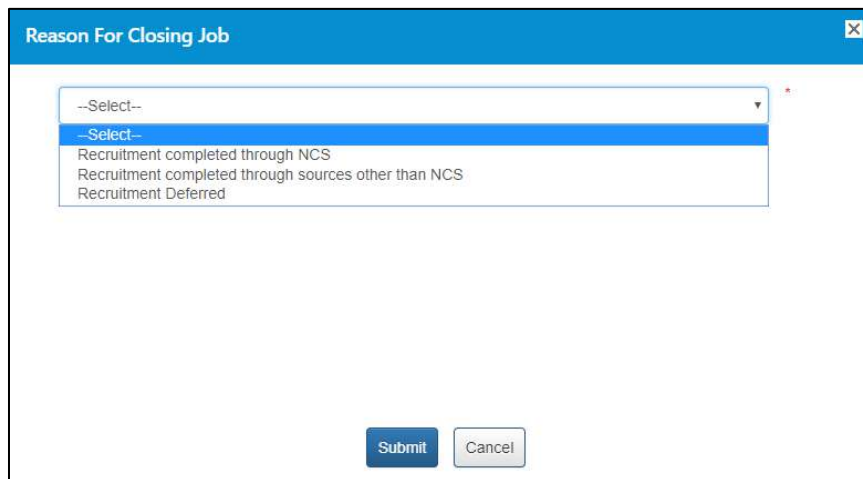 Reason For Closing Job
--Select--
*
--Select--
Recruitment completed through NCS
Recruitment completed through sources other than NCS
Recruitment Deferred
Submit Cancel